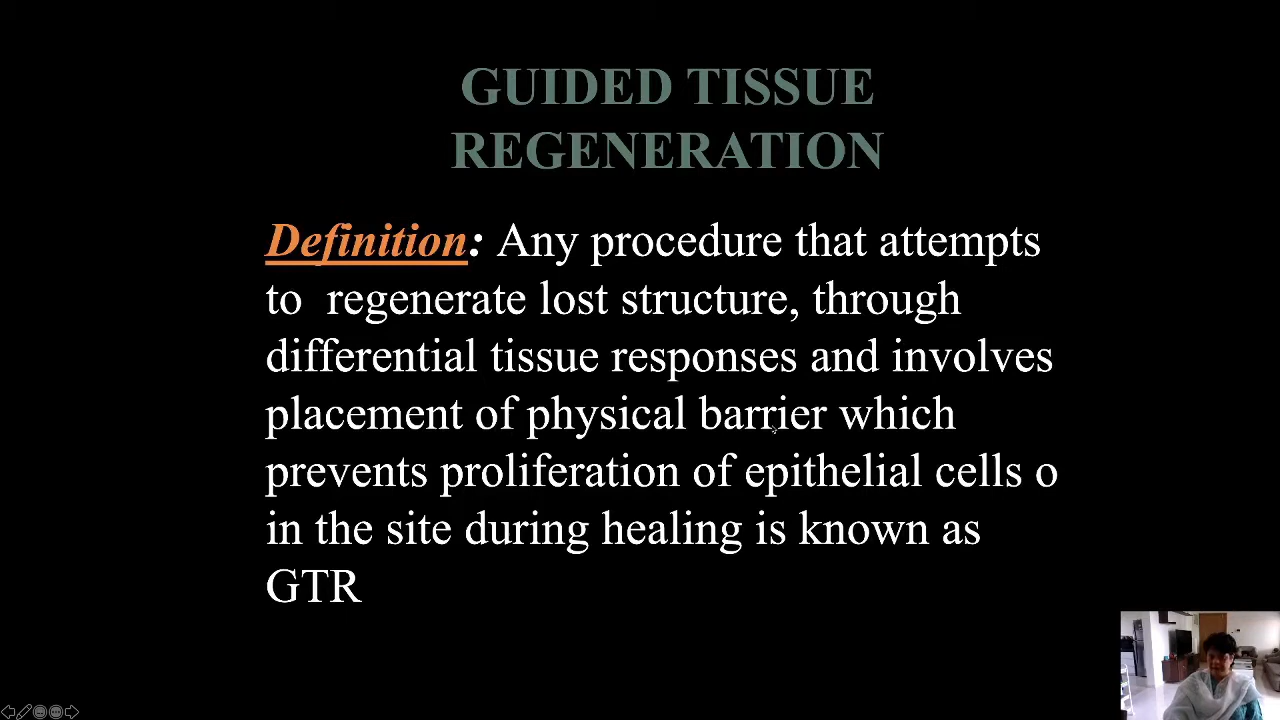 GUIDED TISSUE
REGENERATION
Definition: Any procedure that attempts
to  regenerate lost structure, through
differential tissue responses and involves
placement of physical barrier which
prevents proliferation of epithelial cells o
in the site during healing is known as
GTR